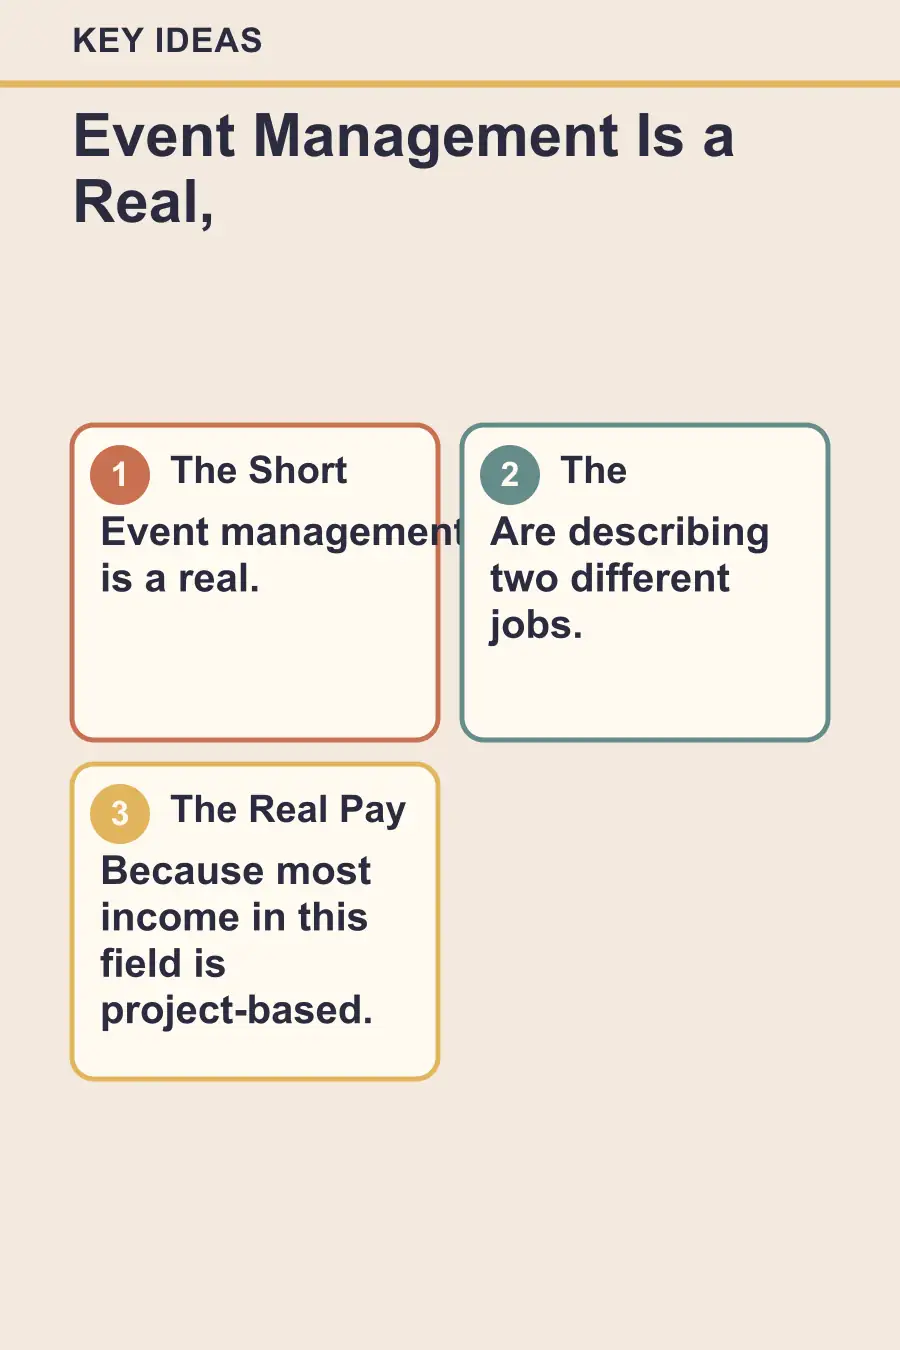 KEY IDEAS
Event Management Is a
Real,
1
The Short
Event management
is a real.
2
The
Are describing
two different
jobs.
3
The Real Pay
Because most
income in this
field is
project-based.